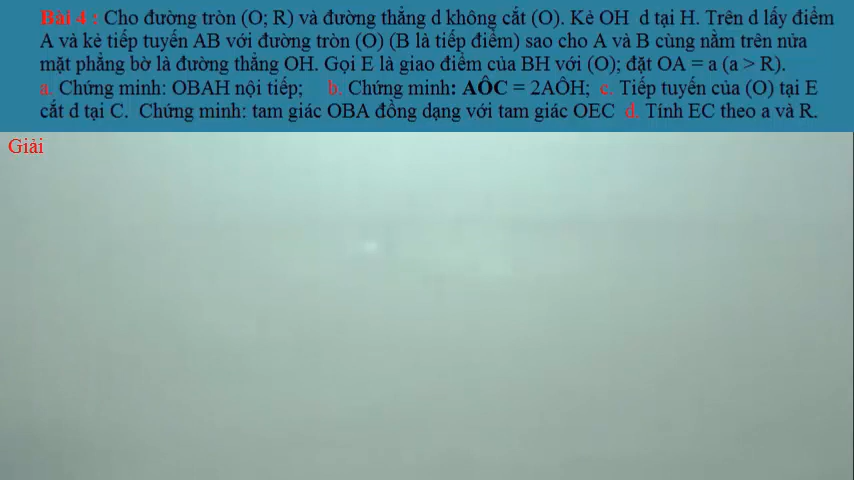 Bài 4 : Cho đường tròn (O; R) và đường thẳng d không cắt (O). Kẻ OH d tại H. Trên d lấy điểm
A và kẻ tiếp tuyến AB với đường tròn (O) (B là tiếp điểm) sao cho A và B cùng nằm trên nửa
mặt phẳng bờ là đường thẳng OH. Gọi E là giao điểm của BH với (O); đặt OA = a (a > R).
a. Chứng minh: OBAH nội tiếp; b. Chứng minh: AÔC = 2AÔH; c. Tiếp tuyến của (O) tại E
cắt d tại C. Chứng minh: tam giác OBA đồng dạng với tam giác OEC d. Tính EC theo a và R.
Giải